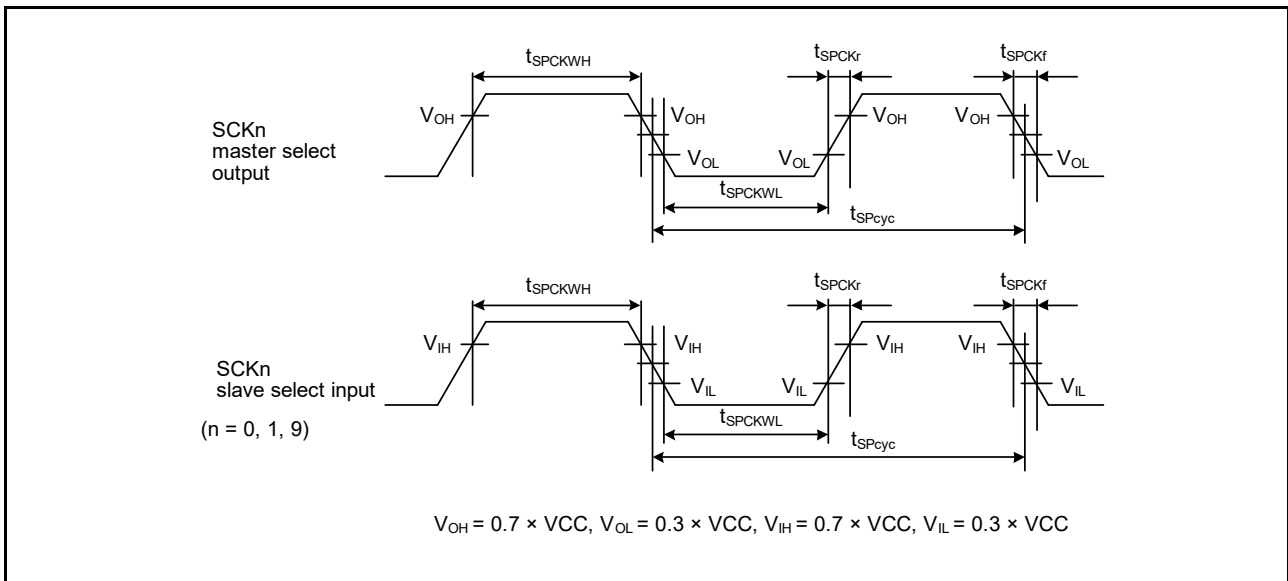 tSPCKWH
tSPCKr
tSPCKf
VOH
VOH
VOH
VOH
SCKn
master select
output
VOL
VOL
VOL
tSPCKWL
tSPcyc
tSPCKWH
tSPCKr
tSPCKf
VIH
VIH
VIH
VIH
SCKn
slave select input
VIL
VIL
VIL
tSPCKWL
(n = 0, 1, 9)
tSPcyc
VOH = 0.7 × VCC, VOL = 0.3 × VCC, VIH = 0.7 × VCC, VIL = 0.3 × VCC